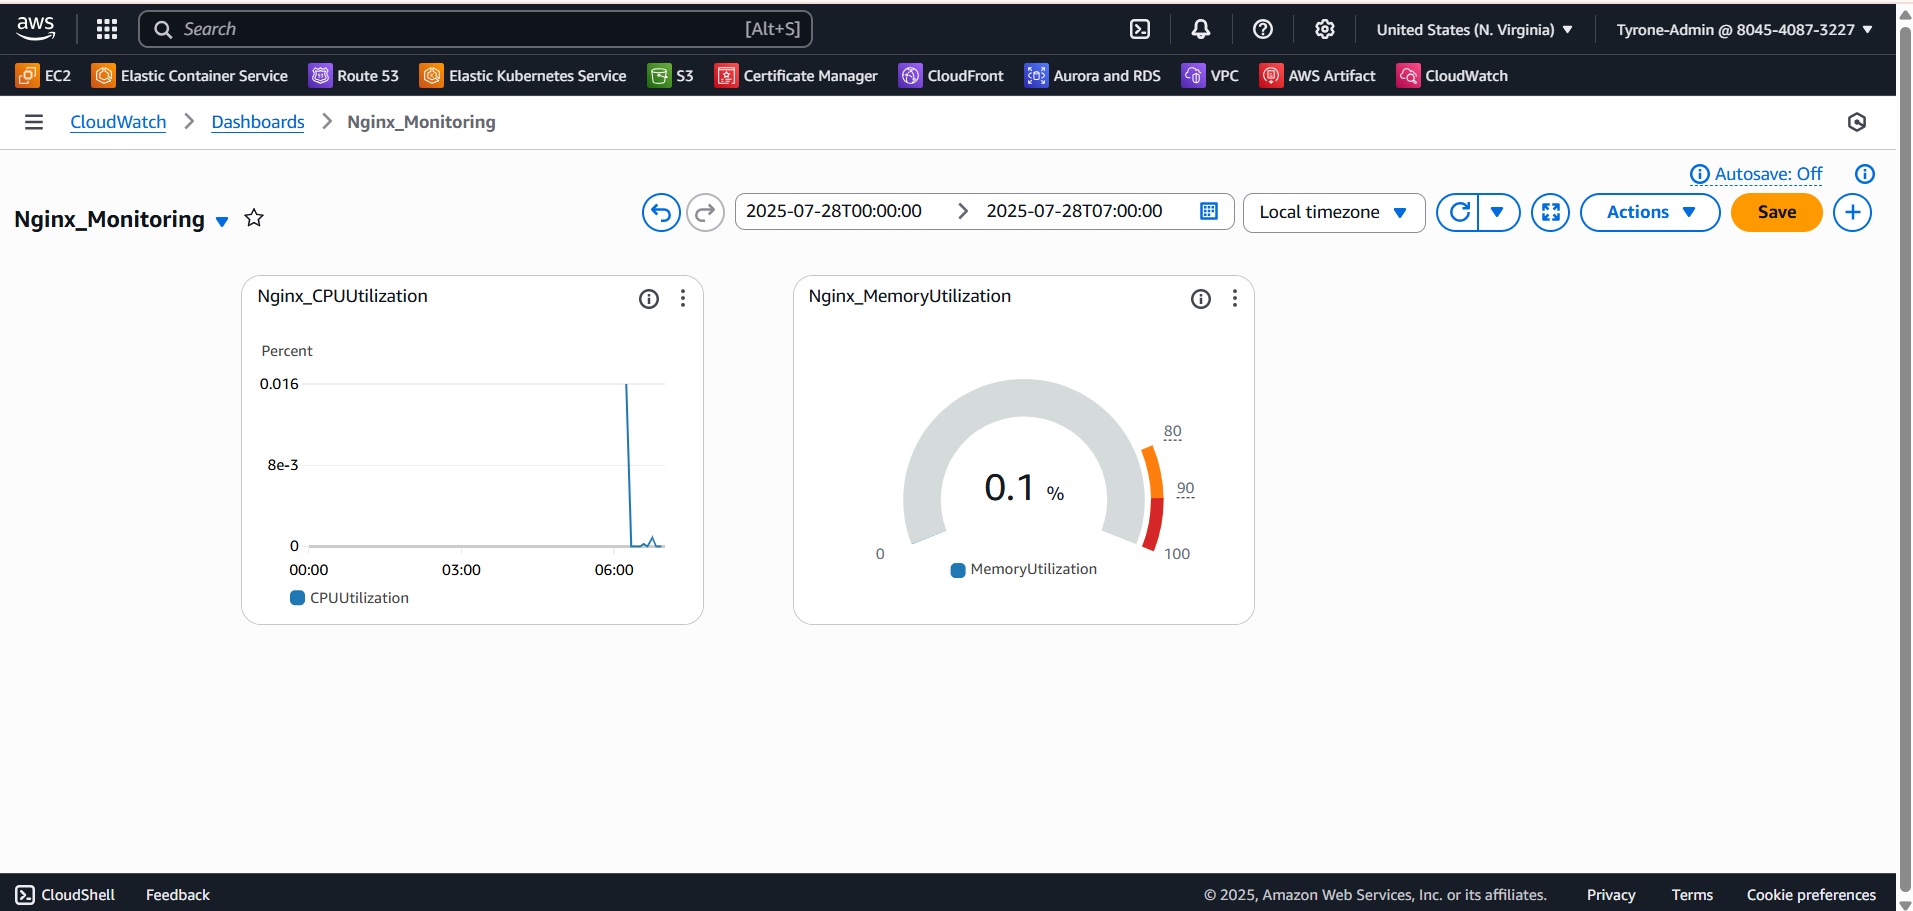 aws
Search [Alt+S]
United States (N. Virginia)
Tyrone-Admin @ 8045-4087-3227
EC2
Elastic Container Service
Route 53
Elastic Kubernetes Service
S3
Certificate Manager
CloudFront
Aurora and RDS
VPC
AWS Artifact
CloudWatch
CloudWatch
Dashboards
Nginx_Monitoring
Autosave: Off
Nginx_Monitoring
2025-07-28T00:00:00
2025-07-28T07:00:00
Local timezone
Actions
Save
Nginx_CPUUtilization
Percent
0.016
8e-3
0
00:00
03:00
06:00
CPUUtilization
Nginx_MemoryUtilization
80
90
0.1 %
0
100
MemoryUtilization
CloudShell
Feedback
© 2025, Amazon Web Services, Inc. or its affiliates.
Privacy
Terms
Cookie preferences